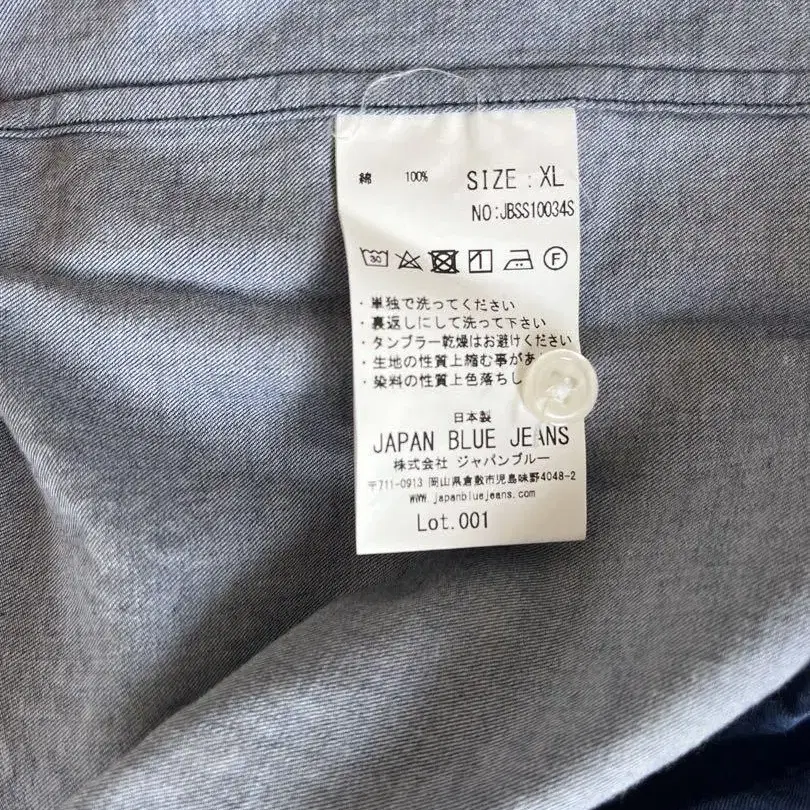 綿 100% SIZE : XL
NO:JBSS10034S
30 1 F
・単独で洗ってください
・裏返しにして洗って下さい
・タンブラー乾燥はお避けください
・生地の性質上縮む事があ
・染料の性質上色落ちし
日本製
JAPAN BLUE JEANS
株式会社 ジャパンブルー
〒711-0913 岡山県倉敷市児島味野4048-2
www.japanbluejeans.com
Lot.001